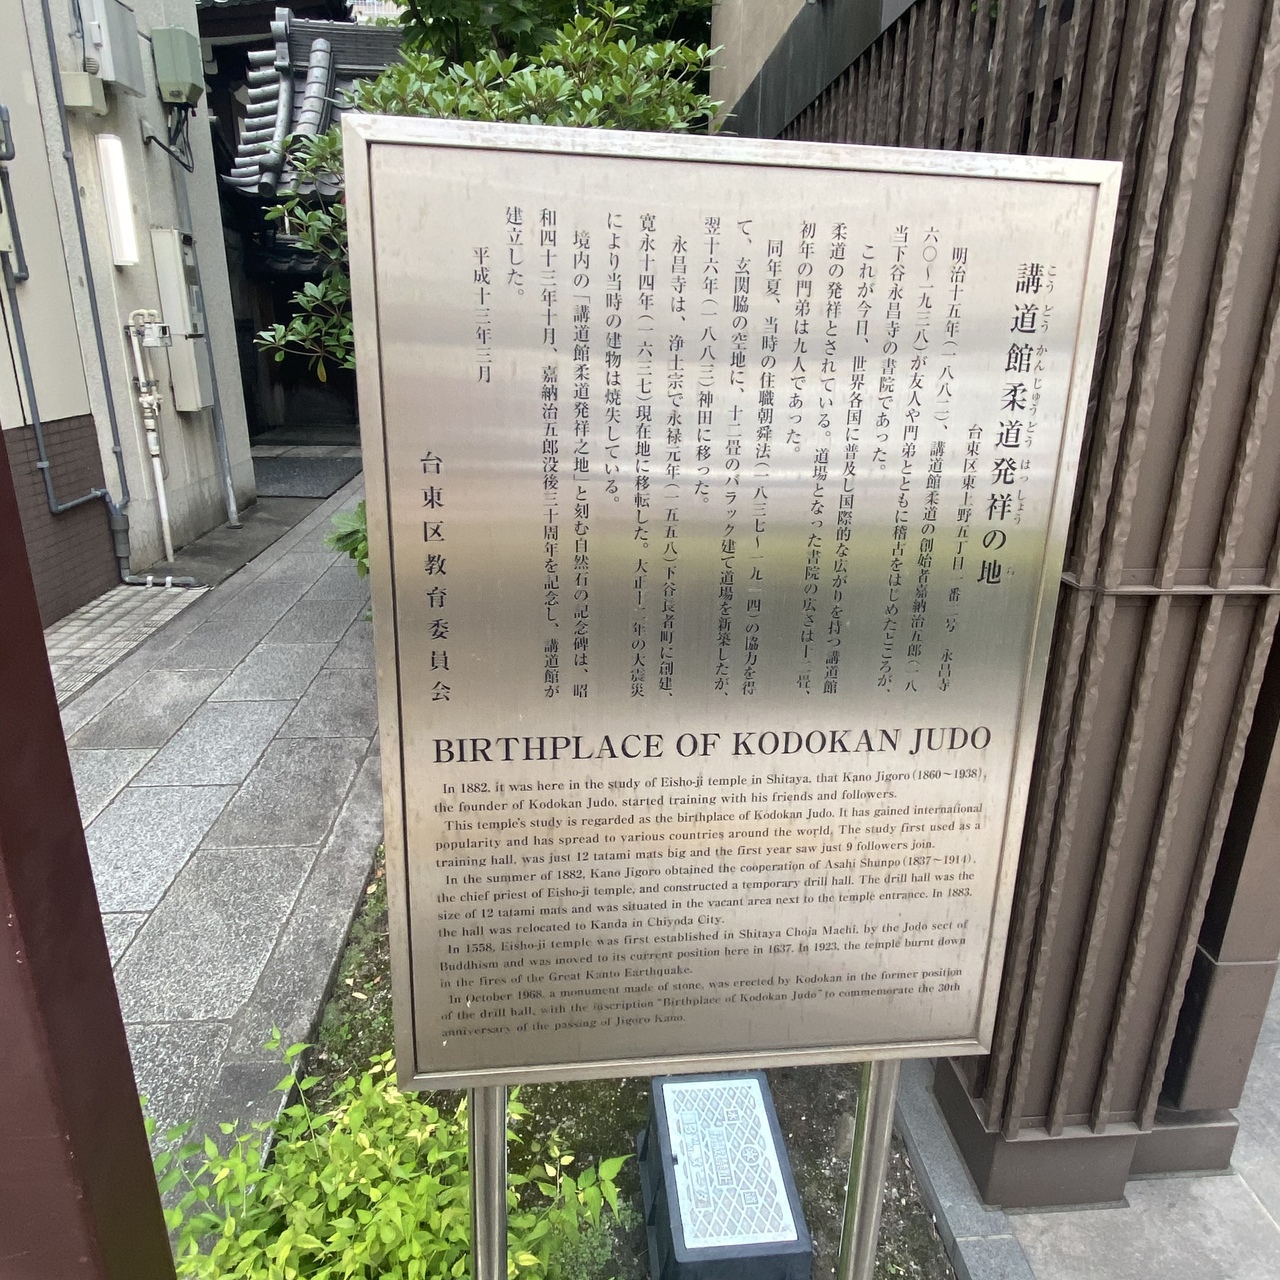 講道館柔道発祥の地
こうどうかんじゅうどうはっしょう ち
台東区東上野五丁目一番二号 永昌寺
明治十五年(一八八二)、講道館柔道の創始者嘉納治五郎(一八
六〇~一九三八)が友人や門弟とともに稽古をはじめたところが、
当下谷永昌寺の書院であった。
これが今日、世界各国に普及し国際的な広がりを持つ講道館
柔道の発祥とされている。道場となった書院の広さは十二畳、
初年の門弟は九人であった。
同年夏、当時の住職朝舜法(一八三七~一九一四)の協力を得
て、玄関脇の空地に、十二畳のバラック建て道場を新築したが、
翌十六年(一八八三)神田に移った。
永昌寺は、浄土宗で永禄元年(一五五八)下谷長者町に創建、
寛永十四年(一六三七)現在地に移転した。大正十二年の大震災
により当時の建物は焼失している。
境内の「講道館柔道発祥之地」と刻む自然石の記念碑は、昭
和四十三年十月、嘉納治五郎没後三十周年を記念し、講道館が
建立した。
平成十三年三月
台東区教育委員会
BIRTHPLACE OF KODOKAN JUDO
In 1882, it was here in the study of Eisho-ji temple in Shitaya, that Kano Jigoro (1860~1938),
the founder of Kodokan Judo, started training with his friends and followers.
This temple's study is regarded as the birthplace of Kodokan Judo. It has gained international
popularity and has spread to various countries around the world. The study first used as a
training hall, was just 12 tatami mats big and the first year saw just 9 followers join.
In the summer of 1882, Kano Jigoro obtained the cooperation of Asahi Shunpo (1837~1914),
the chief priest of Eisho-ji temple, and constructed a temporary drill hall. The drill hall was the
size of 12 tatami mats and was situated in the vacant area next to the temple entrance. In 1883,
the hall was relocated to Kanda in Chiyoda City.
In 1558, Eisho-ji temple was first established in Shitaya Choja Machi, by the Jodo sect of
Buddhism and was moved to its current position here in 1637. In 1923, the temple burnt down
in the fires of the Great Kanto Earthquake.
In October 1968, a monument made of stone, was erected by Kodokan in the former position
of the drill hall, with the inscription "Birthplace of Kodokan Judo" to commemorate the 30th
anniversary of the passing of Jigoro Kano.